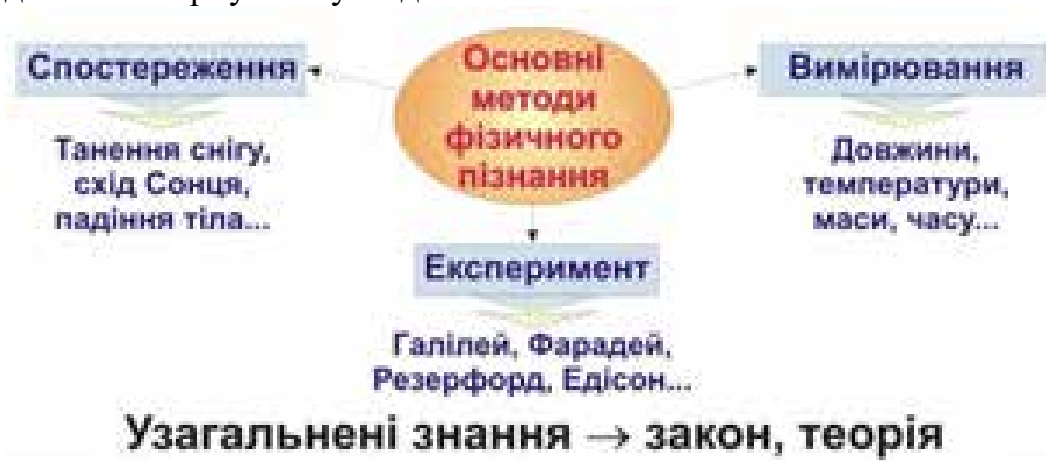 Основні
методи
фізичного
пізнання
Спостереження
Танення снігу,
схід Сонця,
падіння тіла...
Експеримент
Галілей, Фарадей,
Резерфорд, Едісон...
Вимірювання
Довжини,
температури,
маси, часу...
Узагальнені знання → закон, теорія